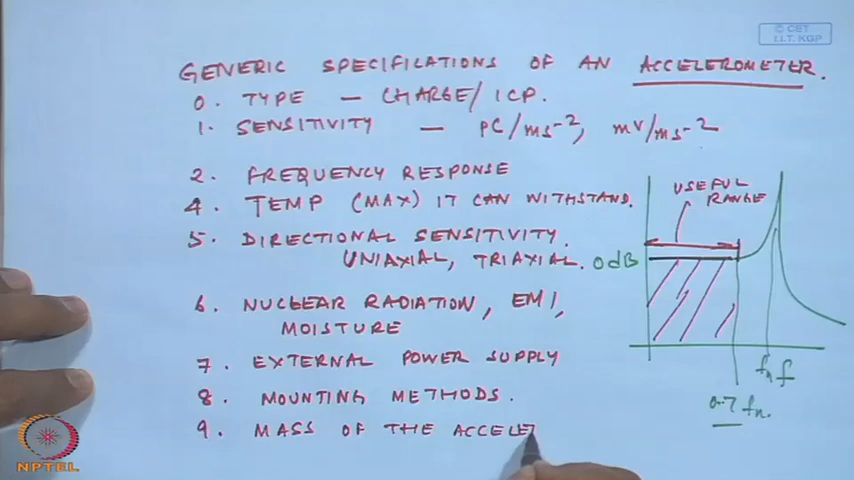 © CET
I.I.T. KGP
GENERIC SPECIFICATIONS OF AN ACCELEROMETER.
0. TYPE — CHARGE/ICP.
1. SENSITIVITY — PC/ms-2, mV/ms-2
2. FREQUENCY RESPONSE
4. TEMP (MAX) IT CAN WITHSTAND.
5. DIRECTIONAL SENSITIVITY.
UNIAXIAL, TRIAXIAL.
6. NUCLEAR RADIATION, EMI,
MOISTURE
7. EXTERNAL POWER SUPPLY
8. MOUNTING METHODS.
9. MASS OF THE ACCELE
USEFUL
RANGE
0dB
fn f
0.7 fn.
NPTEL